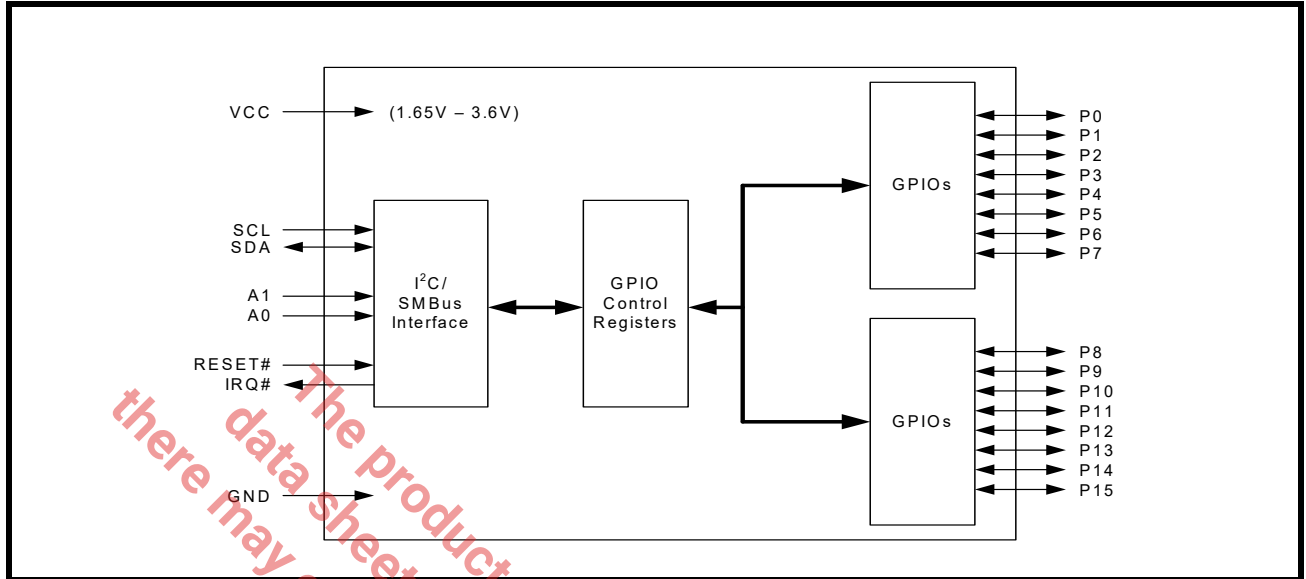 VCC
(1.65V – 3.6V)
SCL
SDA
A1
A0
RESET#
IRQ#
GND
I²C/
SMBus
Interface
GPIO
Control
Registers
GPIOs
P0
P1
P2
P3
P4
P5
P6
P7
GPIOs
P8
P9
P10
P11
P12
P13
P14
P15
The product
data sheet
there may